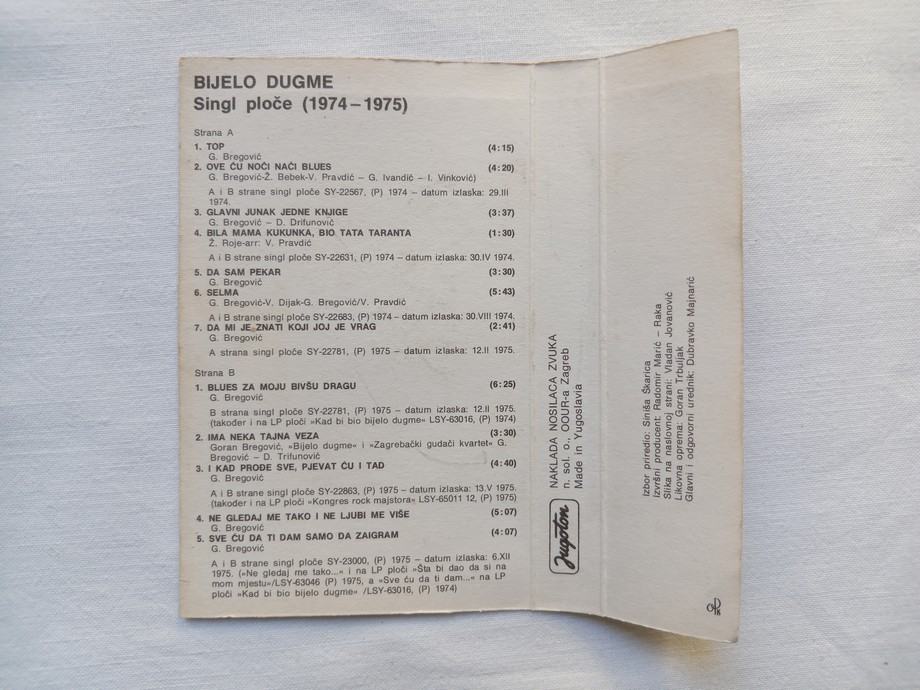 BIJELO DUGME
Singl ploče (1974–1975)
Strana A
1. TOP (4:15)
G. Bregović
2. OVE ĆU NOĆI NAĆI BLUES (4:20)
G. Bregović-Ž. Bebek-V. Pravdić – G. Ivandić – I. Vinković)
A i B strane singl ploče SY-22567, (P) 1974 – datum izlaska: 29.III
1974.
3. GLAVNI JUNAK JEDNE KNJIGE (3:37)
G. Bregović – D. Drifunović
4. BILA MAMA KUKUNKA, BIO TATA TARANTA (1:30)
Ž. Roje-arr: V. Pravdić
A i B strane singl ploče SY-22631, (P) 1974 – datum izlaska: 30.IV 1974.
5. DA SAM PEKAR (3:30)
G. Bregović
6. SELMA (5:43)
G. Bregović-V. Dijak-G. Bregović/V. Pravdić
A i B strane singl ploče SY-22683, (P) 1974 – datum izlaska: 30.VIII 1974.
7. DA MI JE ZNATI KOJI JOJ JE VRAG (2:41)
G. Bregović
A strana singl ploče SY-22781, (P) 1975 – datum izlaska: 12.II 1975.
Strana B
1. BLUES ZA MOJU BIVŠU DRAGU (6:25)
G. Bregović
B strana singl ploče SY-22781, (P) 1975 – datum izlaska: 12.II 1975.
(također i na LP ploči »Kad bi bio bijelo dugme« LSY-63016, (P) 1974)
2. IMA NEKA TAJNA VEZA (3:30)
Goran Bregović, »Bijelo dugme« i »Zagrebački gudači kvartet« G.
Bregović – D. Trifunović
3. I KAD PROĐE SVE, PJEVAT ĆU I TAD (4:40)
G. Bregović
A i B strane singl ploče SY-22863, (P) 1975 – datum izlaska: 13.V 1975.
(također i na LP ploči »Kongres rock majstora« LSY-65011 12, (P) 1975)
4. NE GLEDAJ ME TAKO I NE LJUBI ME VIŠE (5:07)
G. Bregović
5. SVE ĆU DA TI DAM SAMO DA ZAIGRAM (4:07)
G. Bregović
A i B strane singl ploče SY-23000, (P) 1975 – datum izlaska: 6.XII
1975. (»Ne gledaj me tako...« i na LP ploči »Šta bi dao da si na
mom mjestu«/LSY-63046 (P) 1975, a »Sve ću da ti dam...« na LP
ploči »Kad bi bio bijelo dugme« /LSY-63016, (P) 1974)
NAKLADA NOSILACA ZVUKA
n. sol. o., OOUR-a Zagreb
Made in Yugoslavia
Jugoton
Izbor priredio: Siniša Škarica
Izvršni producent: Radomir Marić – Raka
Slika na naslovnoj strani: Vladan Jovanović
Likovna oprema: Goran Trbuljak
Glavni i odgovorni urednik: Dubravko Majnarić